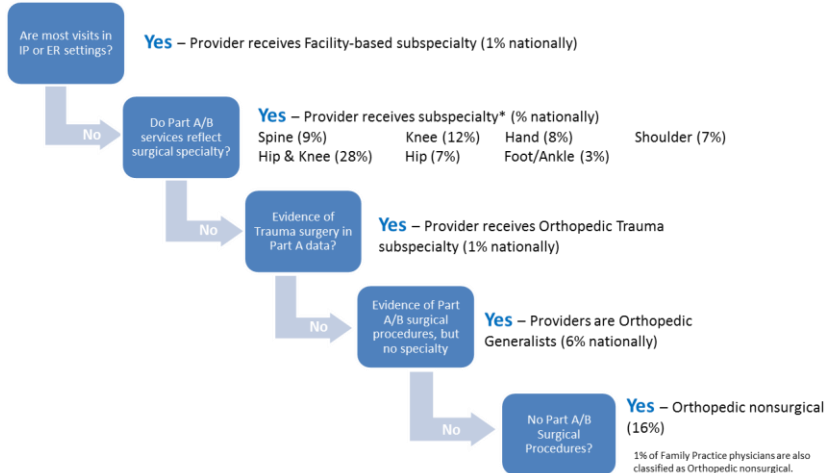 Are most visits in
IP or ER settings?
Yes – Provider receives Facility-based subspecialty (1% nationally)
No
Do Part A/B
services reflect
surgical specialty?
Yes – Provider receives subspecialty* (% nationally)
Spine (9%) Knee (12%) Hand (8%) Shoulder (7%)
Hip & Knee (28%) Hip (7%) Foot/Ankle (3%)
No
Evidence of
Trauma surgery in
Part A data?
Yes – Provider receives Orthopedic Trauma
subspecialty (1% nationally)
No
Evidence of Part
A/B surgical
procedures, but
no specialty
Yes – Providers are Orthopedic
Generalists (6% nationally)
No
No Part A/B
Surgical
Procedures?
Yes – Orthopedic nonsurgical
(16%)
1% of Family Practice physicians are also
classified as Orthopedic nonsurgical.